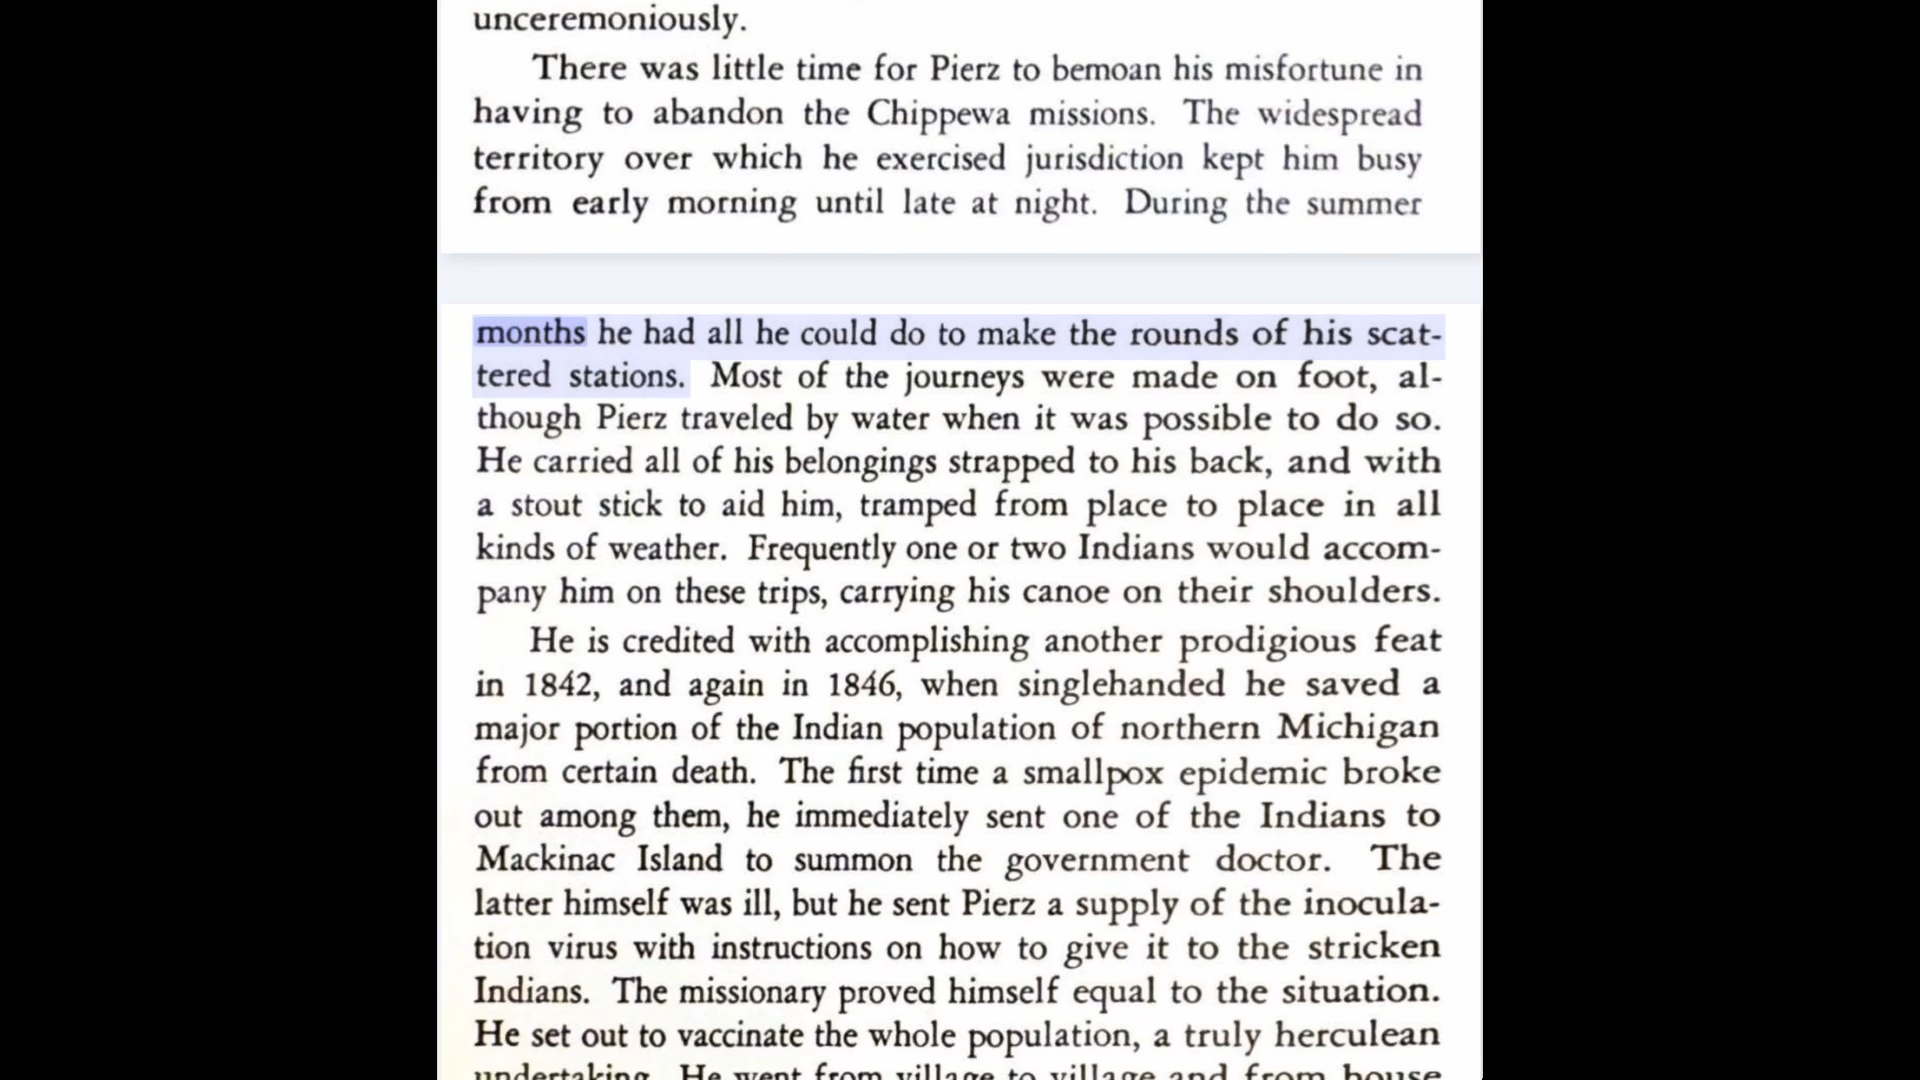 unceremoniously.
There was little time for Pierz to bemoan his misfortune in
having to abandon the Chippewa missions. The widespread
territory over which he exercised jurisdiction kept him busy
from early morning until late at night. During the summer
months he had all he could do to make the rounds of his scat-
tered stations. Most of the journeys were made on foot, al-
though Pierz traveled by water when it was possible to do so.
He carried all of his belongings strapped to his back, and with
a stout stick to aid him, tramped from place to place in all
kinds of weather. Frequently one or two Indians would accom-
pany him on these trips, carrying his canoe on their shoulders.
He is credited with accomplishing another prodigious feat
in 1842, and again in 1846, when singlehanded he saved a
major portion of the Indian population of northern Michigan
from certain death. The first time a smallpox epidemic broke
out among them, he immediately sent one of the Indians to
Mackinac Island to summon the government doctor. The
latter himself was ill, but he sent Pierz a supply of the inocula-
tion virus with instructions on how to give it to the stricken
Indians. The missionary proved himself equal to the situation.
He set out to vaccinate the whole population, a truly herculean
undertaking. He went from village to village and from house